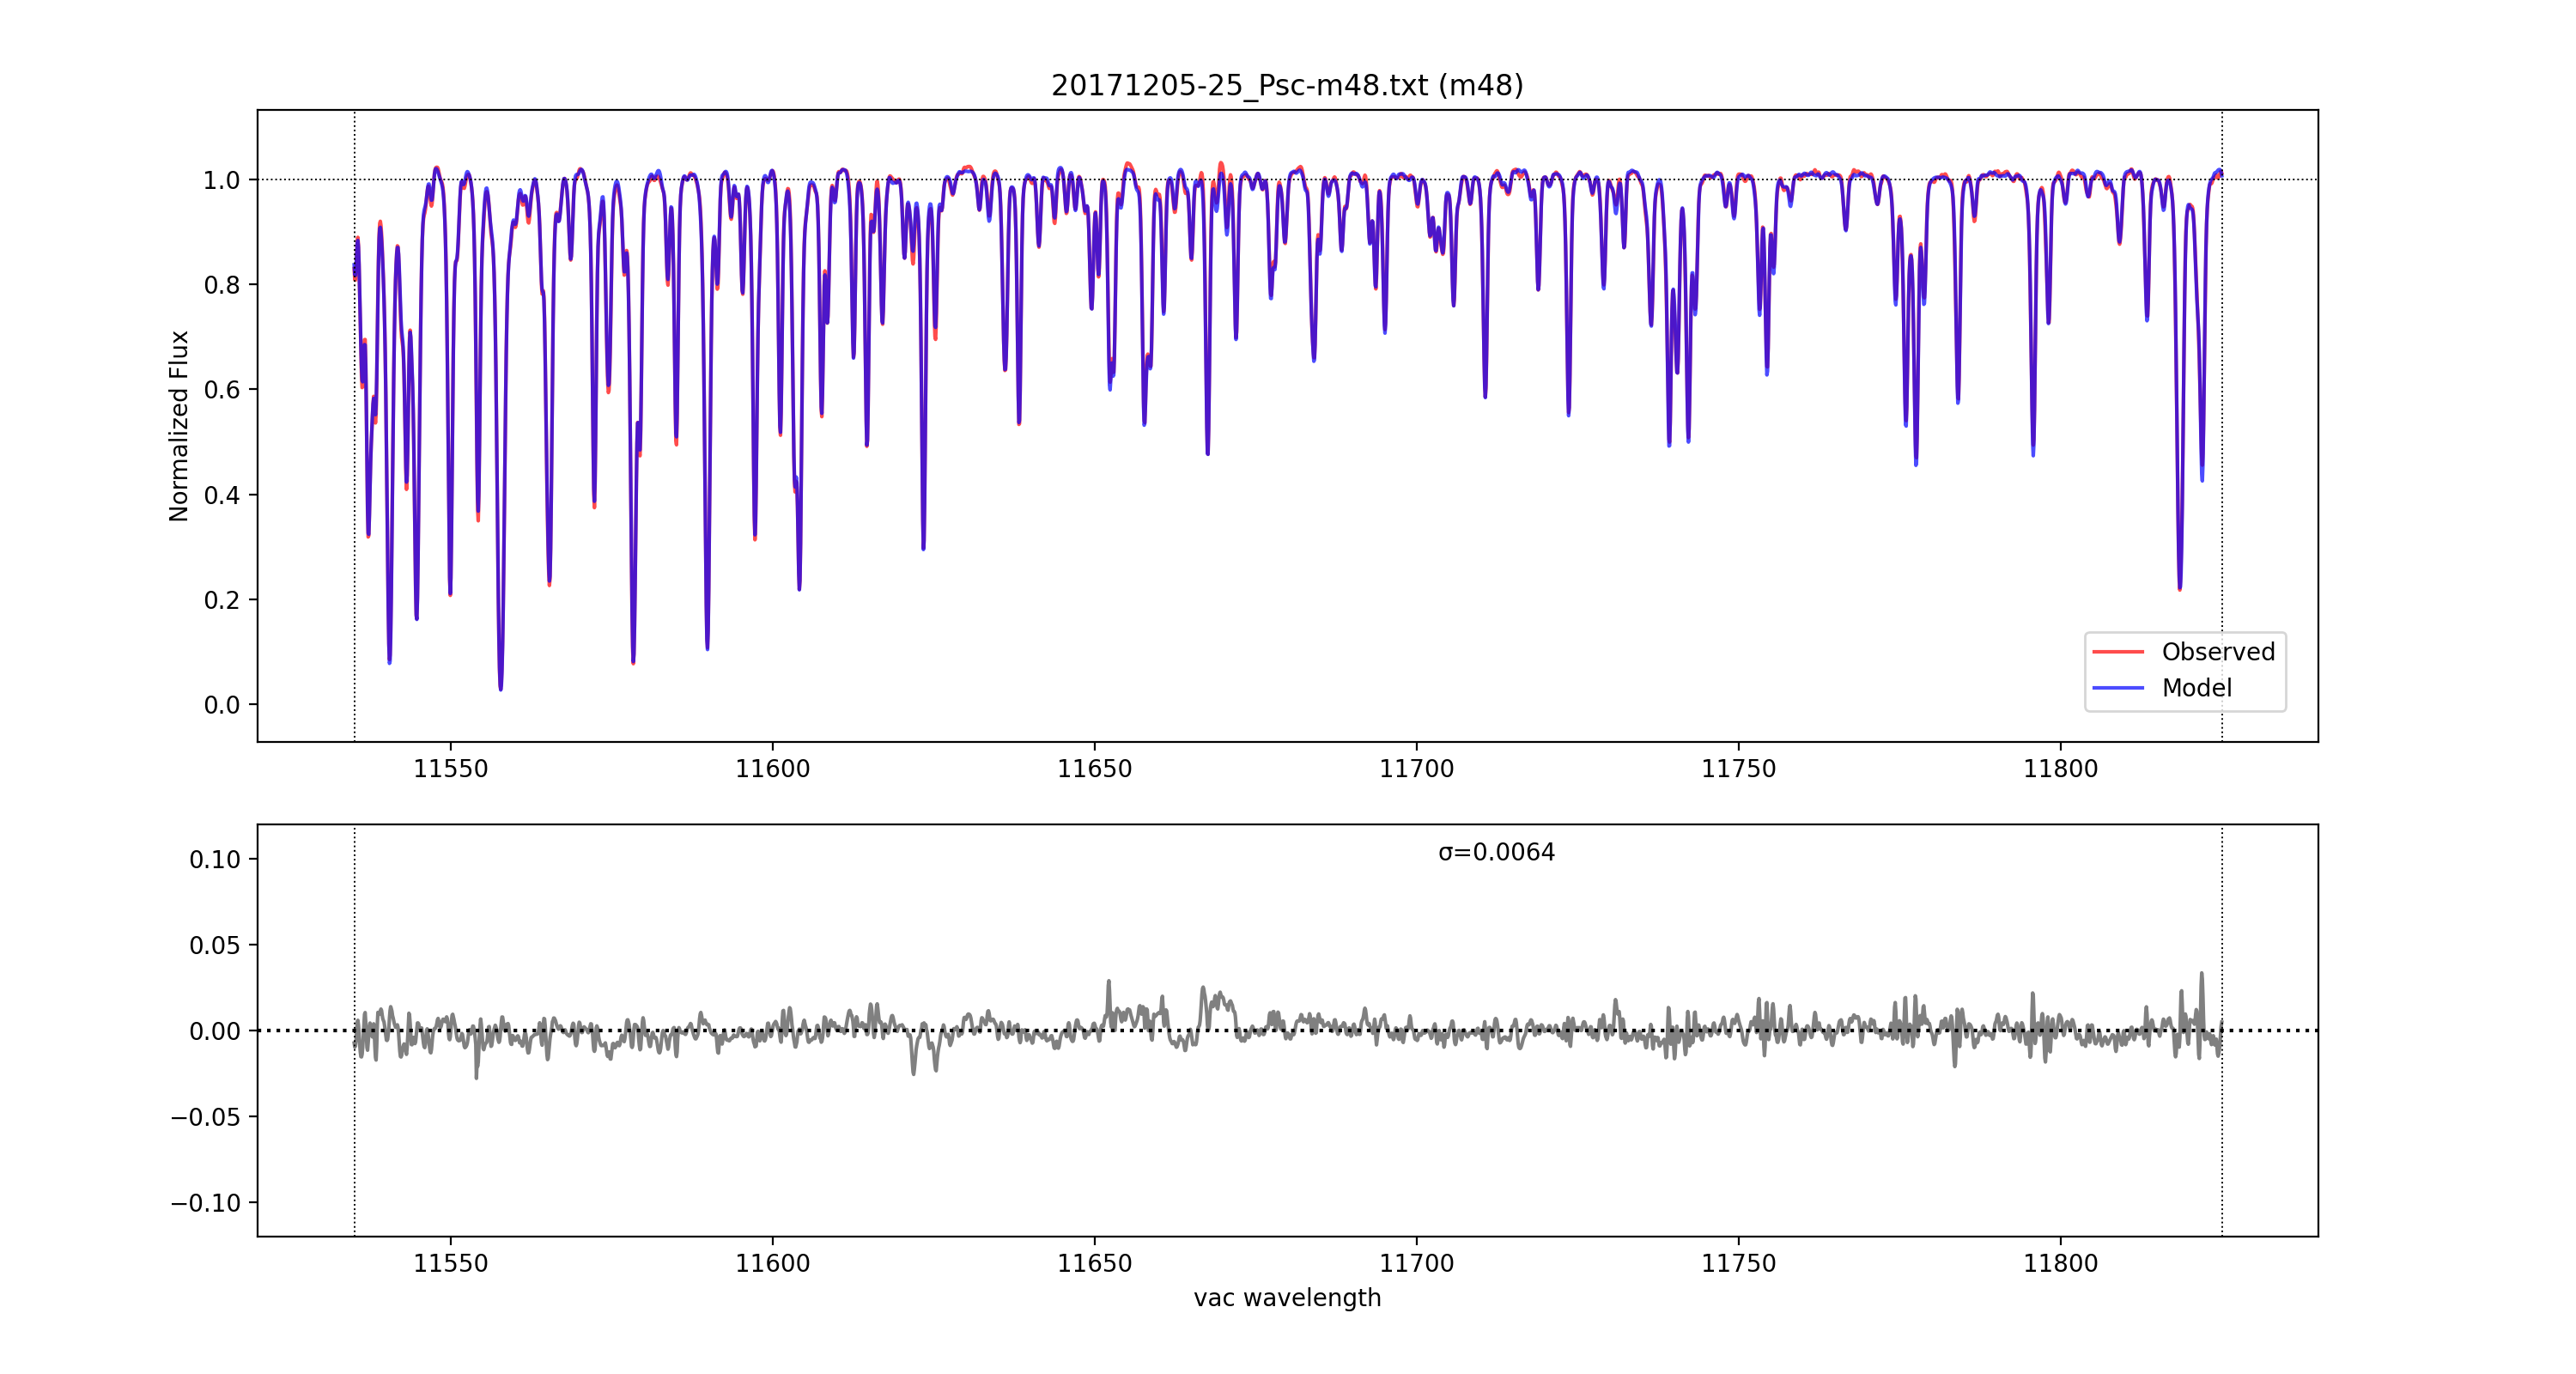 20171205-25_Psc-m48.txt (m48)
Normalized Flux
1.0
0.8
0.6
0.4
0.2
0.0
Observed
Model
11550 11600 11650 11700 11750 11800
σ=0.0064
0.10
0.05
0.00
−0.05
−0.10
11550 11600 11650 11700 11750 11800
vac wavelength